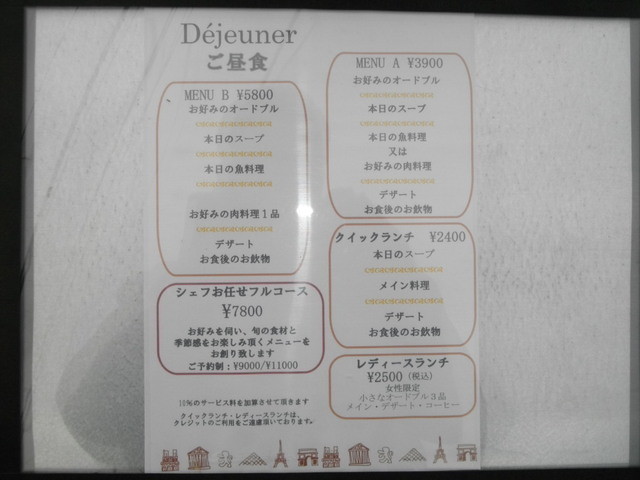 Déjeuner
ご昼食
MENU B ¥5800
お好みのオードブル
本日のスープ
本日の魚料理
お好みの肉料理1品
デザート
お食後のお飲物
シェフお任せフルコース
¥7800
お好みを伺い、旬の食材と
季節感をお楽しみ頂くメニューを
お創り致します
ご予約制:¥9000/¥11000
10%のサービス料を加算させて頂きます
クイックランチ・レディースランチは、
クレジットのご利用をご遠慮頂いております。
MENU A ¥3900
お好みのオードブル
本日のスープ
本日の魚料理
又は
お好みの肉料理
デザート
お食後のお飲物
クイックランチ ¥2400
本日のスープ
メイン料理
デザート
お食後のお飲物
レディースランチ
¥2500(税込)
女性限定
小さなオードブル3品
メイン・デザート・コーヒー